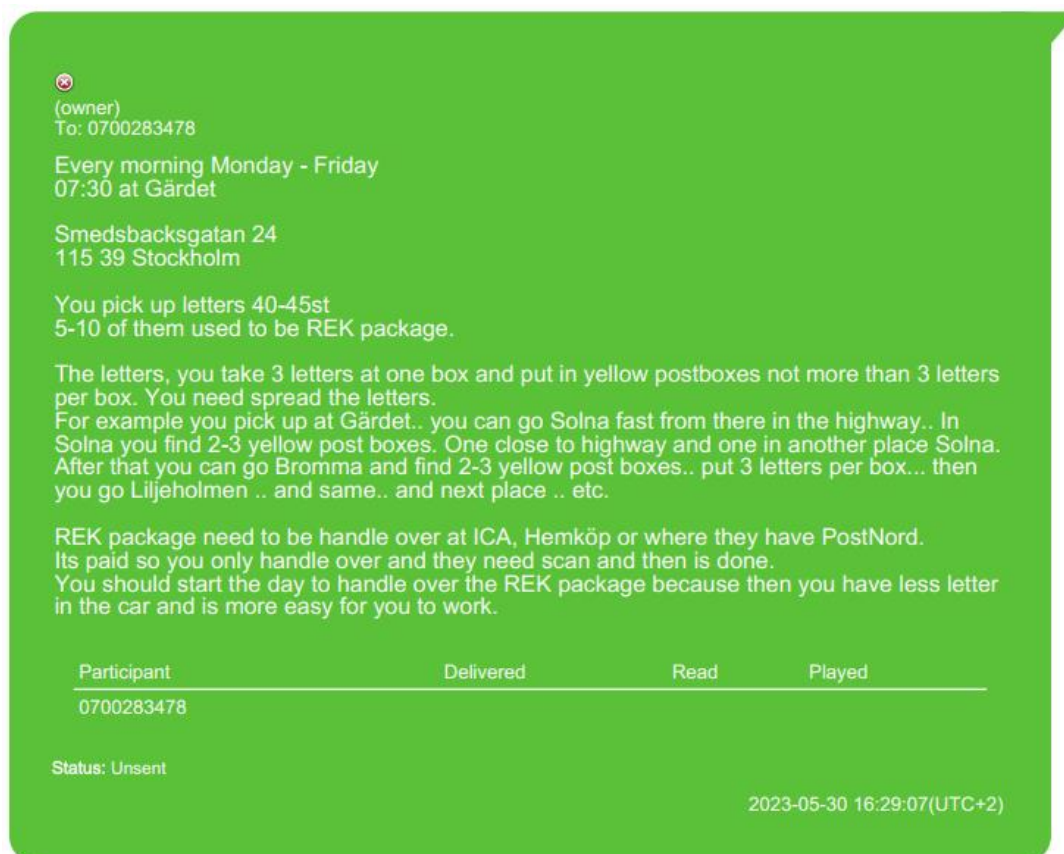 (owner)
To: 0700283478
Every morning Monday - Friday
07:30 at Gärdet
Smedsbacksgatan 24
115 39 Stockholm
You pick up letters 40-45st
5-10 of them used to be REK package.
The letters, you take 3 letters at one box and put in yellow postboxes not more than 3 letters
per box. You need spread the letters.
For example you pick up at Gärdet.. you can go Solna fast from there in the highway.. In
Solna you find 2-3 yellow post boxes. One close to highway and one in another place Solna.
After that you can go Bromma and find 2-3 yellow post boxes.. put 3 letters per box... then
you go Liljeholmen .. and same.. and next place .. etc.
REK package need to be handle over at ICA, Hemköp or where they have PostNord.
Its paid so you only handle over and they need scan and then is done.
You should start the day to handle over the REK package because then you have less letter
in the car and is more easy for you to work.
Participant Delivered Read Played
0700283478
Status: Unsent
2023-05-30 16:29:07(UTC+2)